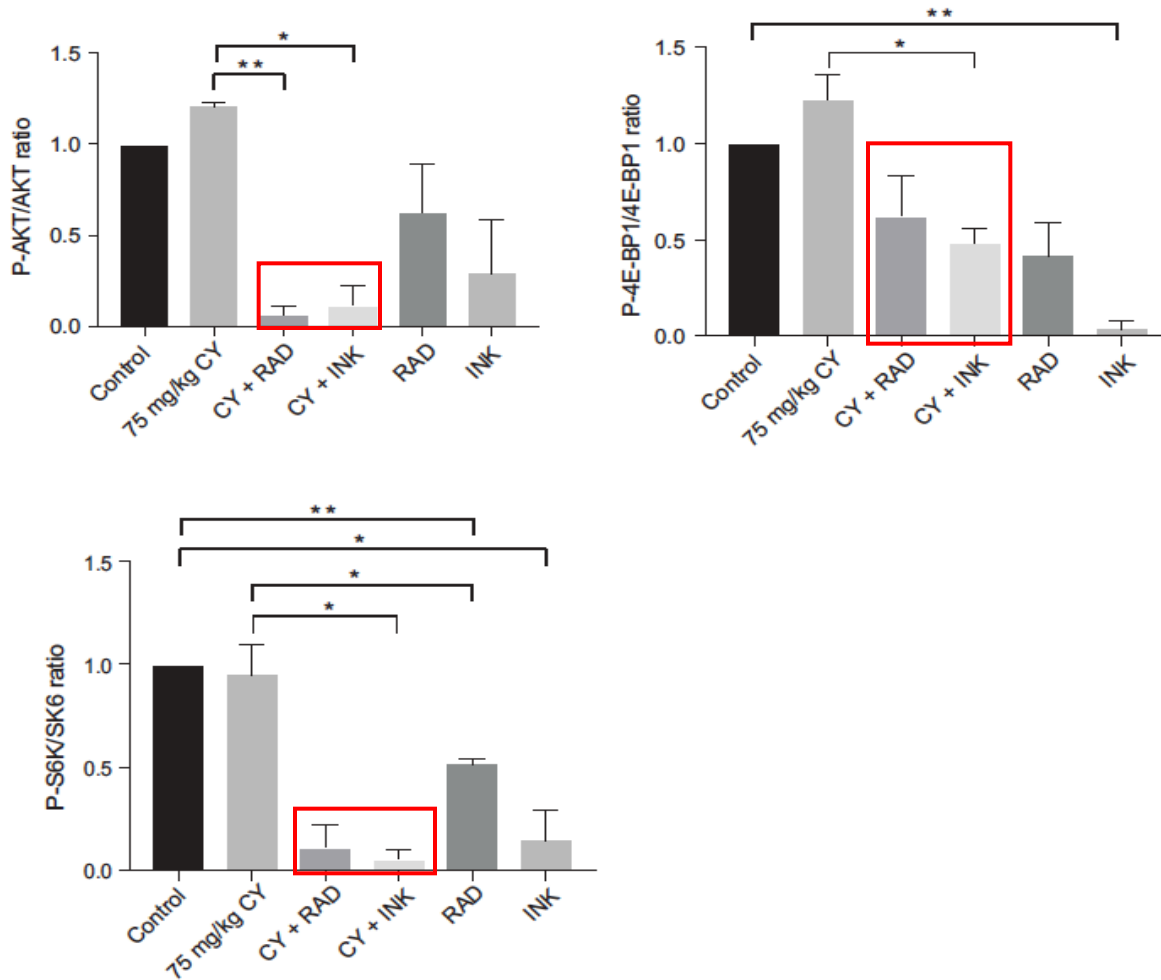 *
**
1.5
1.0
0.5
0.0
P-AKT/AKT ratio
Control
75 mg/kg CY
CY + RAD
CY + INK
RAD
INK
**
*
1.5
1.0
0.5
0.0
P-4E-BP1/4E-BP1 ratio
Control
75 mg/kg CY
CY + RAD
CY + INK
RAD
INK
**
*
*
*
1.5
1.0
0.5
0.0
P-S6K/SK6 ratio
Control
75 mg/kg CY
CY + RAD
CY + INK
RAD
INK